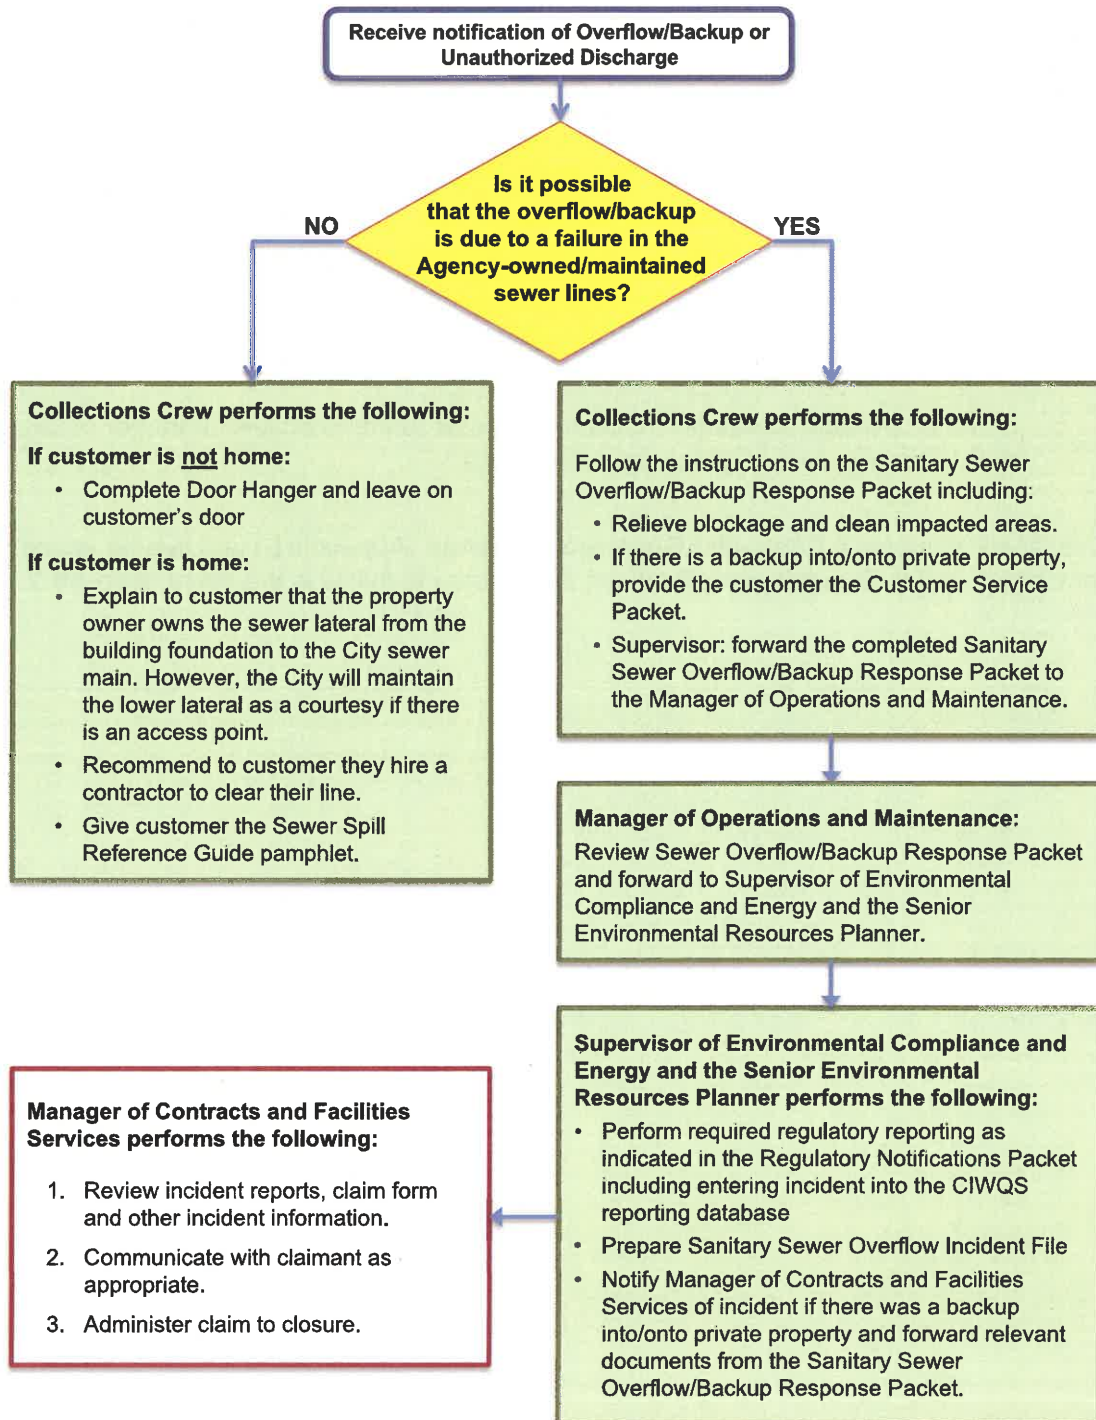 Receive notification of Overflow/Backup or
Unauthorized Discharge
Is it possible
that the overflow/backup
is due to a failure in the
Agency-owned/maintained
sewer lines?
NO
YES
Collections Crew performs the following:
If customer is not home:
• Complete Door Hanger and leave on
customer's door
If customer is home:
• Explain to customer that the property
owner owns the sewer lateral from the
building foundation to the City sewer
main. However, the City will maintain
the lower lateral as a courtesy if there
is an access point.
• Recommend to customer they hire a
contractor to clear their line.
• Give customer the Sewer Spill
Reference Guide pamphlet.
Collections Crew performs the following:
Follow the instructions on the Sanitary Sewer
Overflow/Backup Response Packet including:
• Relieve blockage and clean impacted areas.
• If there is a backup into/onto private property,
provide the customer the Customer Service
Packet.
• Supervisor: forward the completed Sanitary
Sewer Overflow/Backup Response Packet to
the Manager of Operations and Maintenance.
Manager of Operations and Maintenance:
Review Sewer Overflow/Backup Response Packet
and forward to Supervisor of Environmental
Compliance and Energy and the Senior
Environmental Resources Planner.
Supervisor of Environmental Compliance and
Energy and the Senior Environmental
Resources Planner performs the following:
• Perform required regulatory reporting as
indicated in the Regulatory Notifications Packet
including entering incident into the CIWQS
reporting database
• Prepare Sanitary Sewer Overflow Incident File
• Notify Manager of Contracts and Facilities
Services of incident if there was a backup
into/onto private property and forward relevant
documents from the Sanitary Sewer
Overflow/Backup Response Packet.
Manager of Contracts and Facilities
Services performs the following:
1. Review incident reports, claim form
and other incident information.
2. Communicate with claimant as
appropriate.
3. Administer claim to closure.